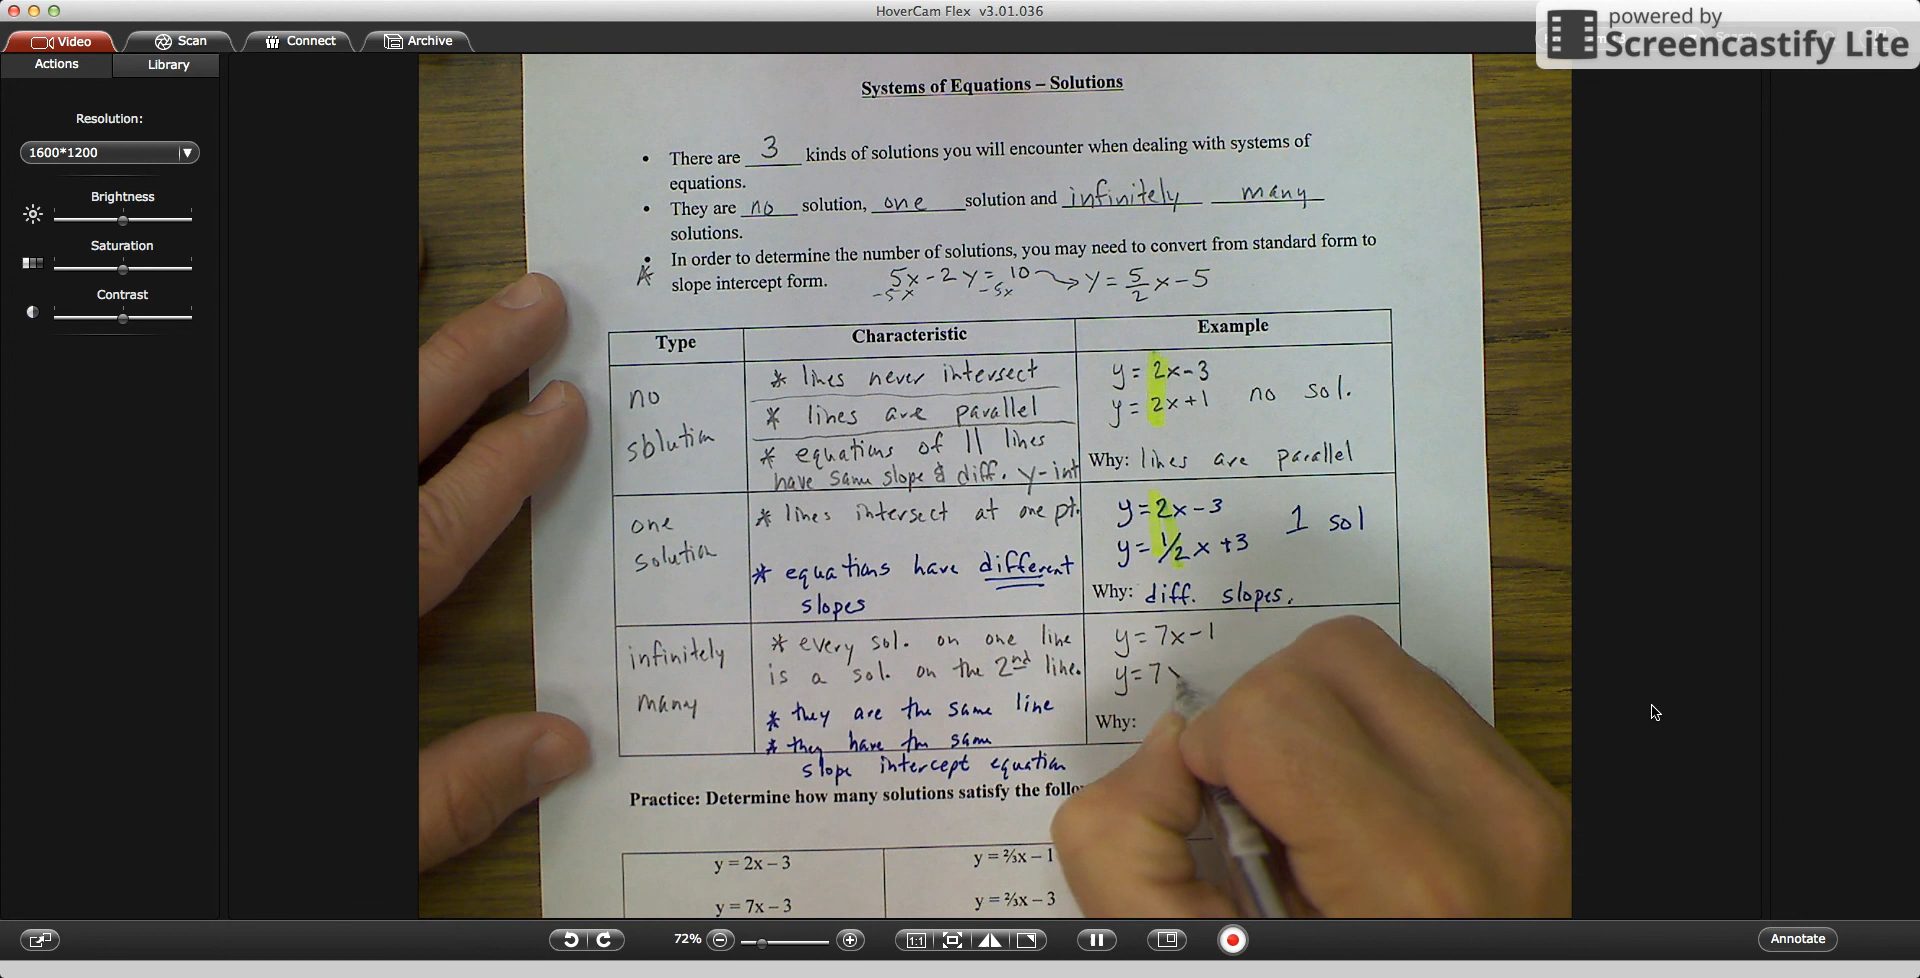 HoverCam Flex v3.01.036
powered by
Screencastify Lite
Video
Scan
Connect
Archive
Actions
Library
Resolution:
1600*1200
Brightness
Saturation
Contrast
Systems of Equations – Solutions
• There are 3 kinds of solutions you will encounter when dealing with systems of
equations.
• They are no solution, one solution and infinitely many
solutions.
• In order to determine the number of solutions, you may need to convert from standard form to
* slope intercept form. 5x - 2y = 10 → y = 5/2 x - 5
-5x -5x
Type
Characteristic
Example
no
solution
* lines never intersect
* lines are parallel
* equations of || lines
have same slope & diff. y-int
y = 2x - 3
y = 2x + 1 no sol.
Why: lines are parallel
one
solution
* lines intersect at one pt.
* equations have different
slopes
y = 2x - 3
y = 1/2 x + 3 1 sol
Why: diff. slopes.
infinitely
many
* every sol. on one line
is a sol. on the 2nd line.
* they are the same line
* they have the same
slope intercept equation
y = 7x - 1
y = 7x
Why:
Practice: Determine how many solutions satisfy the follo
y = 2x – 3
y = 7x – 3
y = ⅔x – 1
y = ⅔x – 3
72%
1:1
Annotate